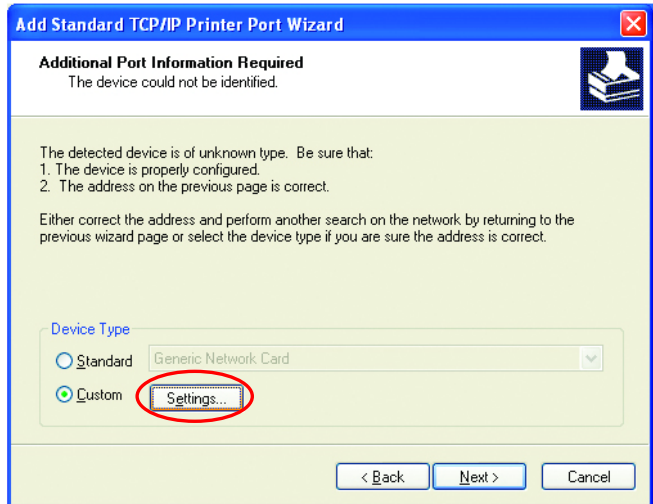 Add Standard TCP/IP Printer Port Wizard
Additional Port Information Required
The device could not be identified.
The detected device is of unknown type.  Be sure that:
1. The device is properly configured.
2.  The address on the previous page is correct.
Either correct the address and perform another search on the network by returning to the
previous wizard page or select the device type if you are sure the address is correct.
Device Type
Standard
Generic Network Card
Custom
Settings...
< Back
Next >
Cancel